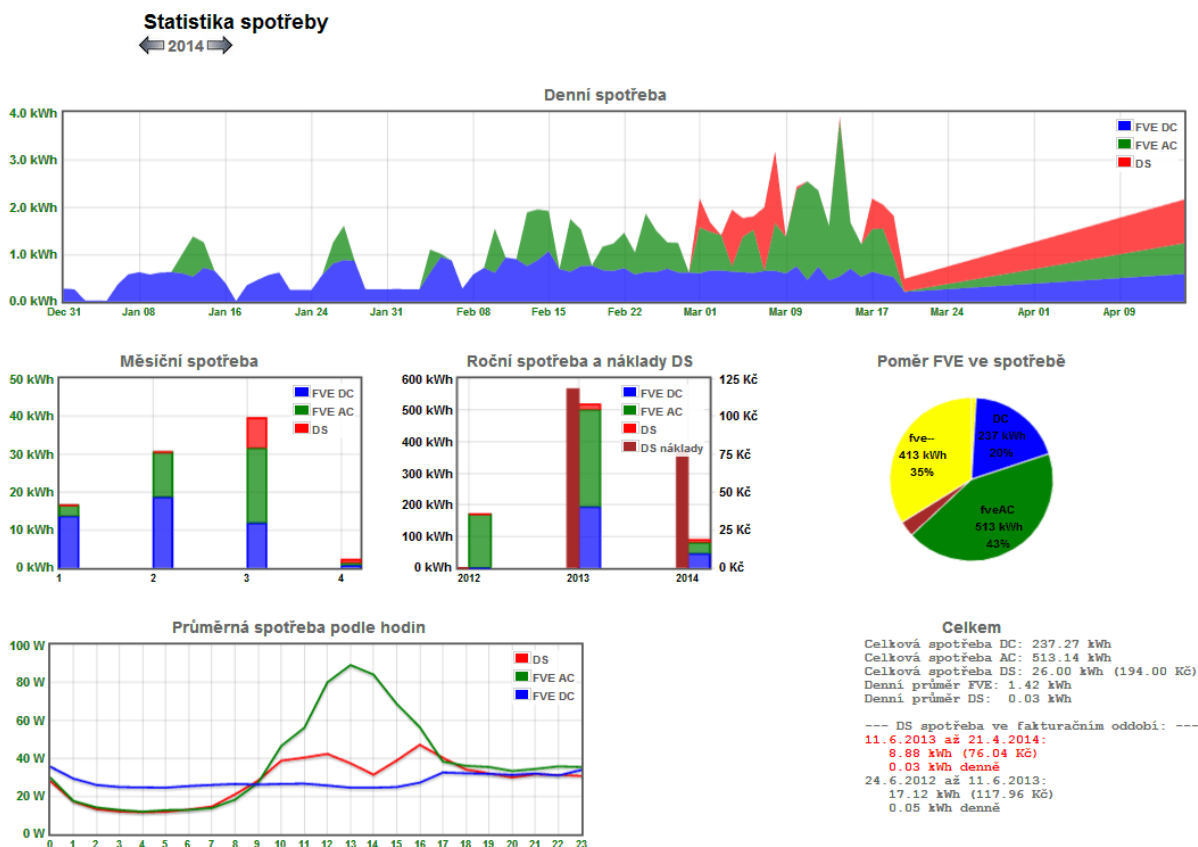 Statistika spotřeby
2014
Denní spotřeba
4.0 kWh
3.0 kWh
2.0 kWh
1.0 kWh
0.0 kWh
FVE DC
FVE AC
DS
Dec 31 Jan 08 Jan 16 Jan 24 Jan 31 Feb 08 Feb 15 Feb 22 Mar 01 Mar 09 Mar 17 Mar 24 Apr 01 Apr 09
Měsíční spotřeba
50 kWh
40 kWh
30 kWh
20 kWh
10 kWh
0 kWh
FVE DC
FVE AC
DS
1 2 3 4
Roční spotřeba a náklady DS
600 kWh
500 kWh
400 kWh
300 kWh
200 kWh
100 kWh
0 kWh
FVE DC
FVE AC
DS
DS náklady
125 Kč
100 Kč
75 Kč
50 Kč
25 Kč
0 Kč
2012 2013 2014
Poměr FVE ve spotřebě
DC
237 kWh
20%
fve--
413 kWh
35%
fveAC
513 kWh
43%
Průměrná spotřeba podle hodin
100 W
80 W
60 W
40 W
20 W
0 W
DS
FVE AC
FVE DC
0 1 2 3 4 5 6 7 8 9 10 11 12 13 14 15 16 17 18 19 20 21 22 23
Celkem
Celková spotřeba DC: 237.27 kWh
Celková spotřeba AC: 513.14 kWh
Celková spotřeba DS: 26.00 kWh (194.00 Kč)
Denní průměr FVE: 1.42 kWh
Denní průměr DS: 0.03 kWh
--- DS spotřeba ve fakturačním oddobí: ---
11.6.2013 až 21.4.2014:
8.88 kWh (76.04 Kč)
0.03 kWh denně
24.6.2012 až 11.6.2013:
17.12 kWh (117.96 Kč)
0.05 kWh denně